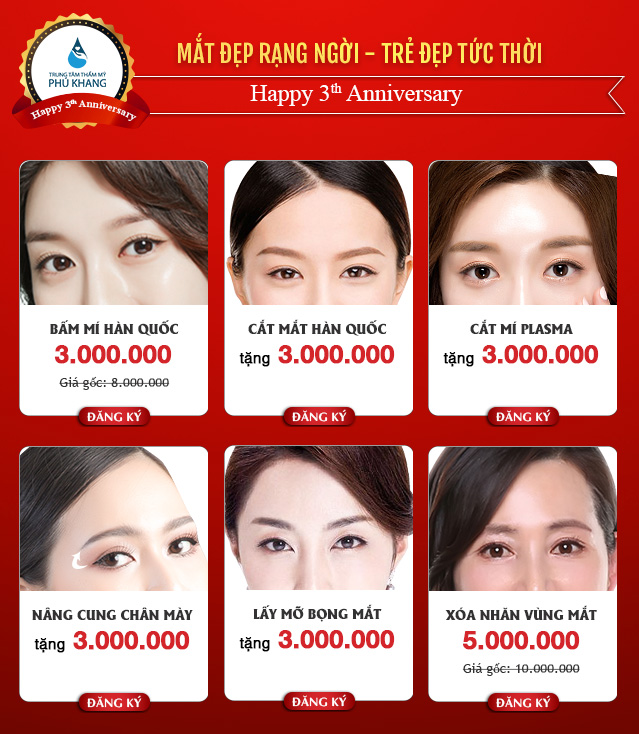 TRUNG TÂM THẨM MỸ
PHÚ KHANG
Happy 3th Anniversary
MẮT ĐẸP RẠNG NGỜI - TRẺ ĐẸP TỨC THỜI
Happy 3th Anniversary
BẤM MÍ HÀN QUỐC
3.000.000
Giá gốc: 8.000.000
ĐĂNG KÝ
CẮT MẮT HÀN QUỐC
tặng 3.000.000
ĐĂNG KÝ
CẮT MÍ PLASMA
tặng 3.000.000
ĐĂNG KÝ
NÂNG CUNG CHÂN MÀY
tặng 3.000.000
ĐĂNG KÝ
LẤY MỠ BỌNG MẮT
tặng 3.000.000
ĐĂNG KÝ
XÓA NHĂN VÙNG MẮT
5.000.000
Giá gốc: 10.000.000
ĐĂNG KÝ